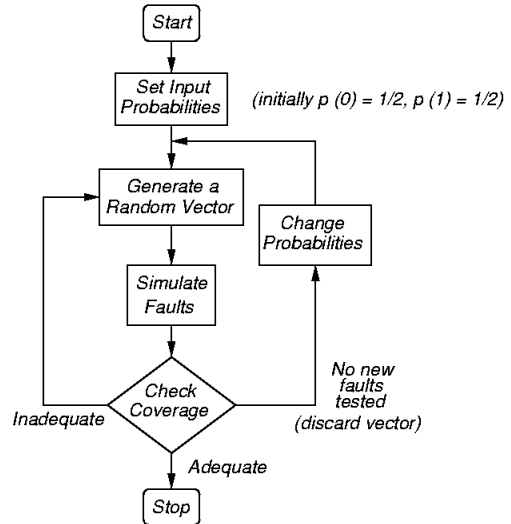 Start
Set Input
Probabilities
(initially p (0) = 1/2, p (1) = 1/2)
Generate a
Random Vector
Change
Probabilities
Simulate
Faults
Check
Coverage
No new
faults
tested
(discard vector)
Inadequate
Adequate
Stop